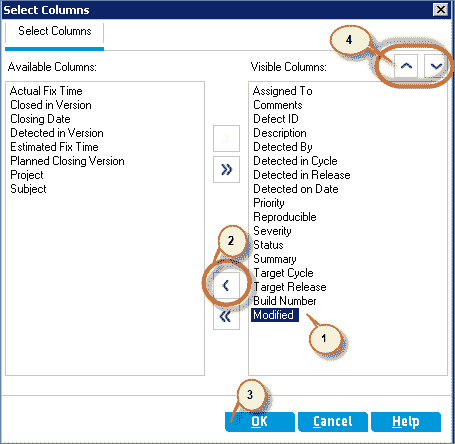 Select Columns
Select Columns
4
Available Columns:
Visible Columns:
Actual Fix Time
Closed in Version
Closing Date
Detected in Version
Estimated Fix Time
Planned Closing Version
Project
Subject
Assigned To
Comments
Defect ID
Description
Detected By
Detected in Cycle
Detected in Release
Detected on Date
Priority
Reproducible
Severity
Status
Summary
Target Cycle
Target Release
Build Number
Modified
2
1
3
OK
Cancel
Help